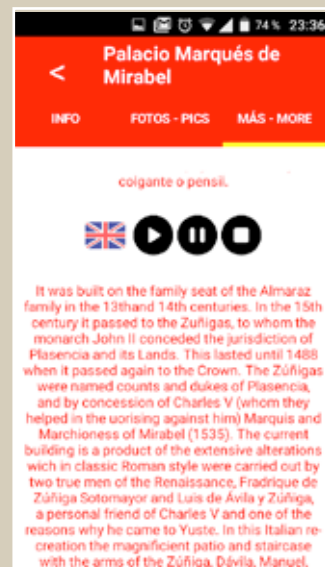 74 % 23:36
Palacio Marqués de
Mirabel
<
INFO FOTOS - PICS MÁS - MORE
colgante o pensil.
It was built on the family seat of the Almaraz
family in the 13thand 14th centuries. In the 15th
century it passed to the Zuñigas, to whom the
monarch John II conceded the jurisdiction of
Plasencia and its Lands. This lasted until 1488
when it passed again to the Crown. The Zúñigas
were named counts and dukes of Plasencia,
and by concession of Charles V (whom they
helped in the uorising against him) Marquis and
Marchioness of Mirabel (1535). The current
building is a product of the extensive alterations
wich in classic Roman style were carried out by
two true men of the Renaissance, Fradrique de
Zúñiga Sotomayor and Luis de Ávila y Zúñiga,
a personal friend of Charles V and one of the
reasons why he came to Yuste. In this Italian re-
creation the magnificent patio and staircase
with the arms of the Zúñiga, Dávila, Manuel,